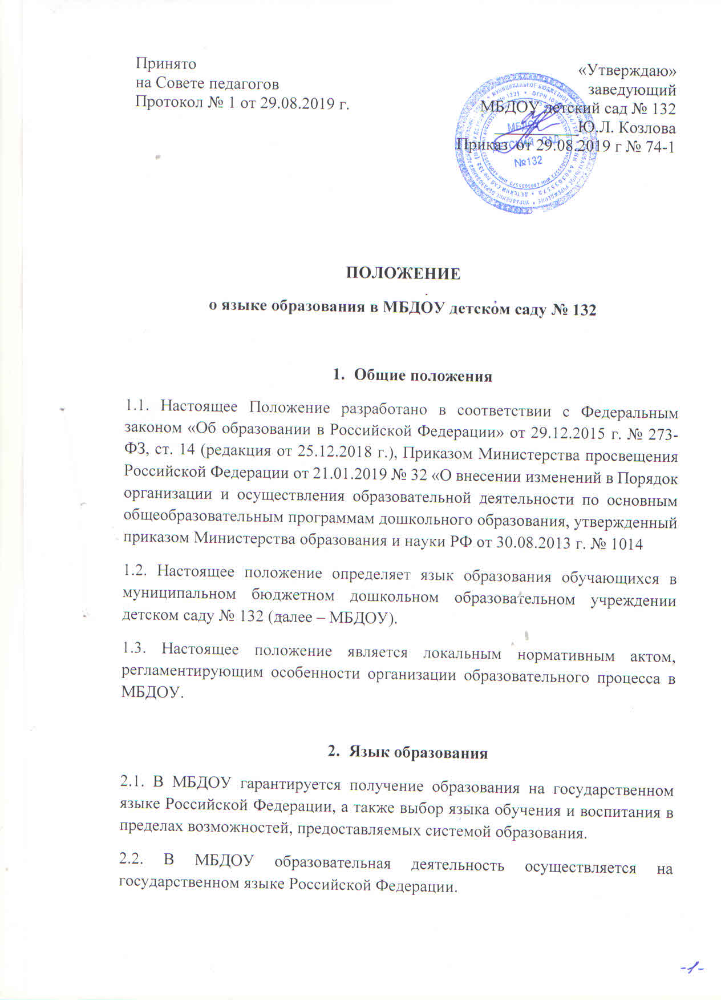 Принято
на Совете педагогов
Протокол № 1 от 29.08.2019 г.
«Утверждаю»
заведующий
МБДОУ детский сад № 132
Ю.Л. Козлова
Приказ от 29.08.2019 г № 74-1
МБДОУ
ДЕТСКИЙ САД
№132
ПОЛОЖЕНИЕ
о языке образования в МБДОУ детском саду № 132
1. Общие положения
1.1. Настоящее Положение разработано в соответствии с Федеральным
законом «Об образовании в Российской Федерации» от 29.12.2015 г. № 273-
ФЗ, ст. 14 (редакция от 25.12.2018 г.), Приказом Министерства просвещения
Российской Федерации от 21.01.2019 № 32 «О внесении изменений в Порядок
организации и осуществления образовательной деятельности по основным
общеобразовательным программам дошкольного образования, утвержденный
приказом Министерства образования и науки РФ от 30.08.2013 г. № 1014
1.2. Настоящее положение определяет язык образования обучающихся в
муниципальном бюджетном дошкольном образовательном учреждении
детском саду № 132 (далее – МБДОУ).
1.3. Настоящее положение является локальным нормативным актом,
регламентирующим особенности организации образовательного процесса в
МБДОУ.
2. Язык образования
2.1. В МБДОУ гарантируется получение образования на государственном
языке Российской Федерации, а также выбор языка обучения и воспитания в
пределах возможностей, предоставляемых системой образования.
2.2. В МБДОУ образовательная деятельность осуществляется на
государственном языке Российской Федерации.
-1-